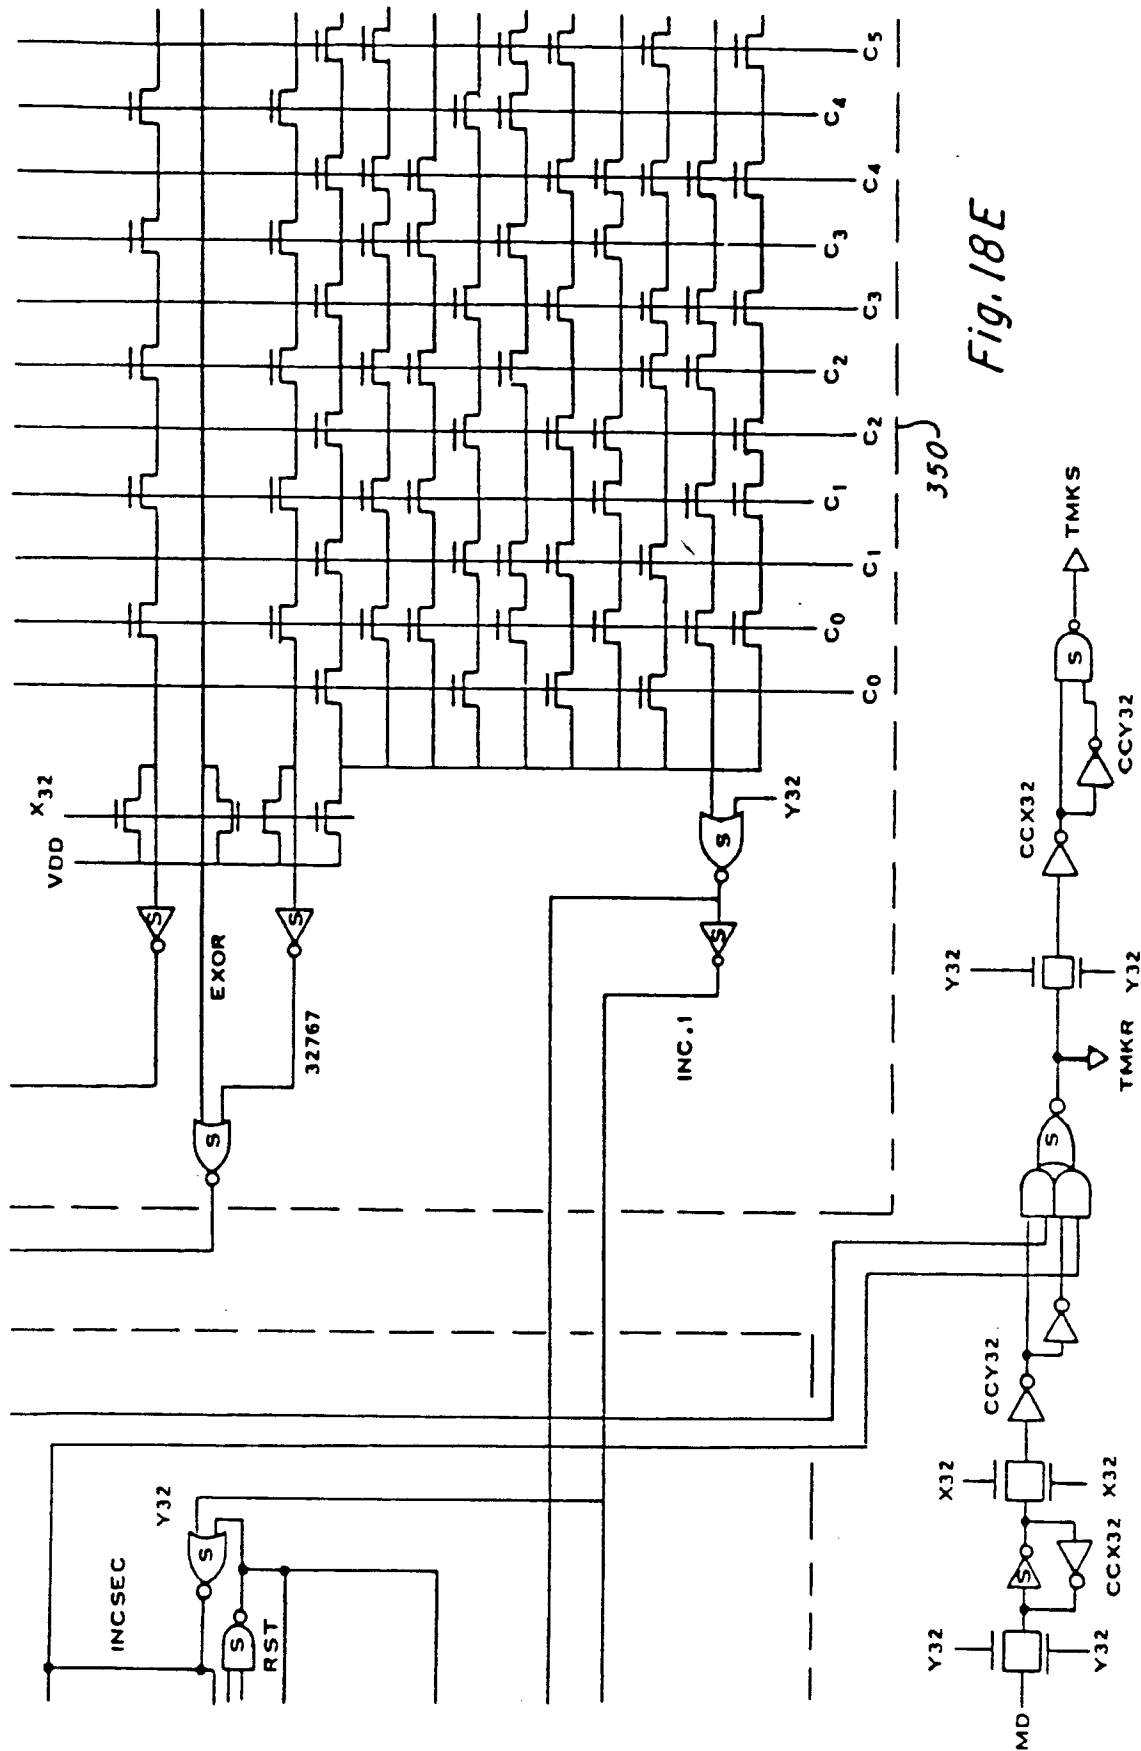 C5
C4
C4
C3
C3
C2
C2
C1
C1
C0
C0
X32
VDD
Y32
EXOR
32767
INC.1
350
Fig. 18E
Y32
INCSEC
RST
S
S
S
S
S
S
S
MD
Y32
Y32
S
CCX32
X32
X32
CCY32
S
TMKR
Y32
Y32
CCX32
CCY32
S
TMKS